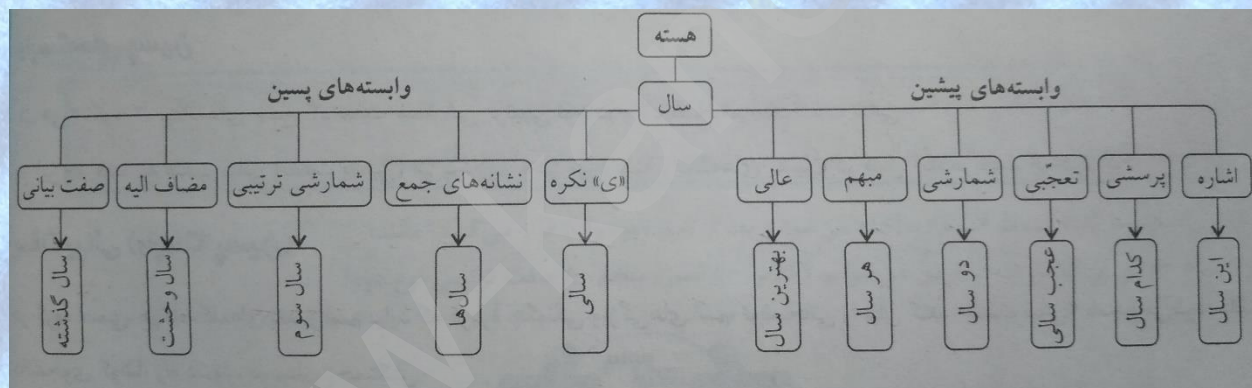 هسته
سال
وابسته‌های پیشین
وابسته‌های پسین
اشاره
پرسشی
تعجّبی
شمارشی
مبهم
عالی
«ی» نکره
نشانه‌های جمع
شمارشی ترتیبی
مضاف الیه
صفت بیانی
این سال
کدام سال
عجب سالی
دو سال
هر سال
بهترین سال
سالی
سال‌ها
سال سوم
سال وحشت
سال گذشته